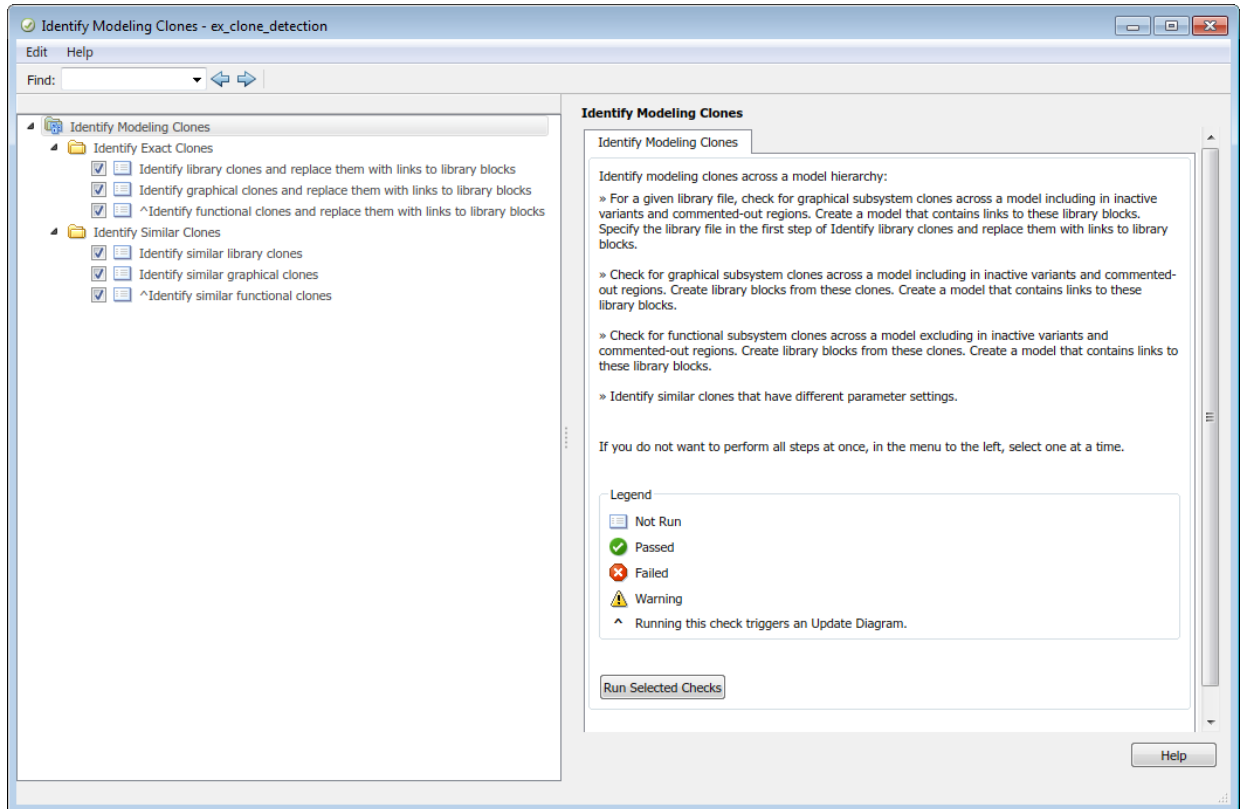 Identify Modeling Clones - ex_clone_detection
Edit Help
Find:
Identify Modeling Clones
Identify Exact Clones
Identify library clones and replace them with links to library blocks
Identify graphical clones and replace them with links to library blocks
^Identify functional clones and replace them with links to library blocks
Identify Similar Clones
Identify similar library clones
Identify similar graphical clones
^Identify similar functional clones
Identify Modeling Clones
Identify Modeling Clones
Identify modeling clones across a model hierarchy:
» For a given library file, check for graphical subsystem clones across a model including in inactive
variants and commented-out regions. Create a model that contains links to these library blocks.
Specify the library file in the first step of Identify library clones and replace them with links to library
blocks.
» Check for graphical subsystem clones across a model including in inactive variants and commented-
out regions. Create library blocks from these clones. Create a model that contains links to these
library blocks.
» Check for functional subsystem clones across a model excluding in inactive variants and
commented-out regions. Create library blocks from these clones. Create a model that contains links to
these library blocks.
» Identify similar clones that have different parameter settings.
If you do not want to perform all steps at once, in the menu to the left, select one at a time.
Legend
Not Run
Passed
Failed
Warning
^ Running this check triggers an Update Diagram.
Run Selected Checks
Help